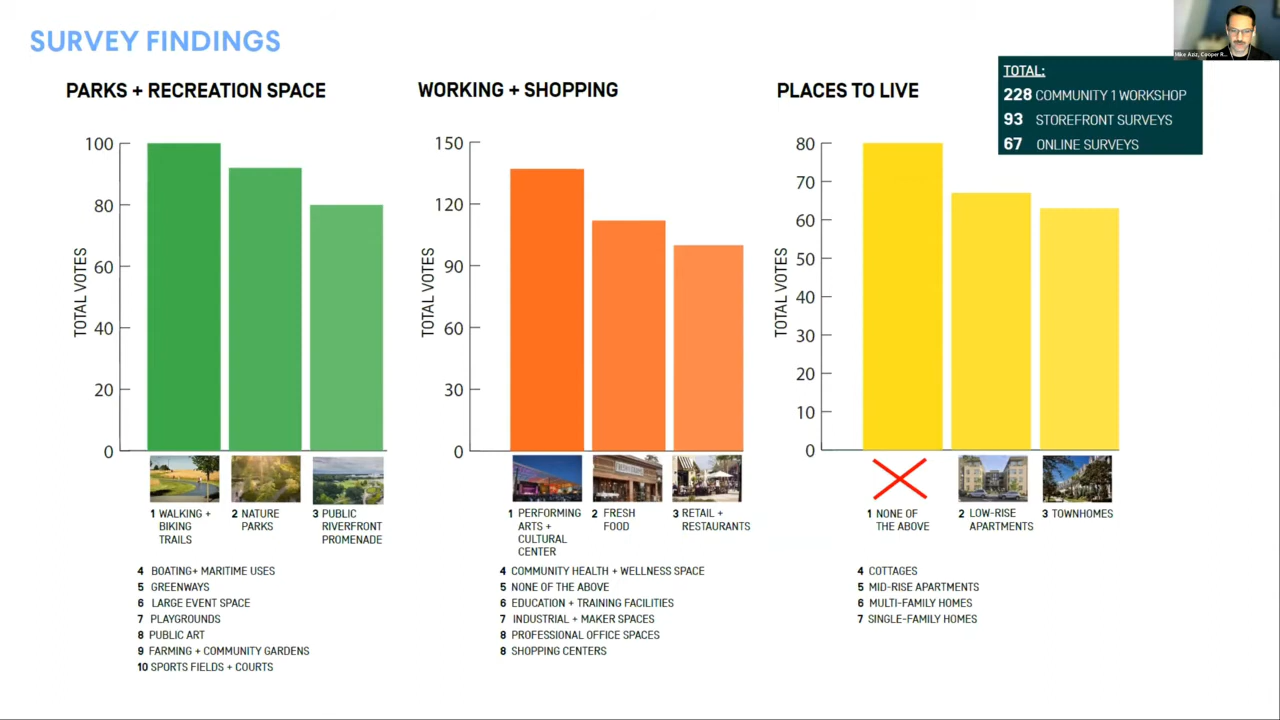 SURVEY FINDINGS
Mike Aziz, Cooper R...
TOTAL:
228 COMMUNITY 1 WORKSHOP
93 STOREFRONT SURVEYS
67 ONLINE SURVEYS
PARKS + RECREATION SPACE
TOTAL VOTES
100
80
60
40
20
0
1 WALKING +
BIKING
TRAILS
2 NATURE
PARKS
3 PUBLIC
RIVERFRONT
PROMENADE
4 BOATING+ MARITIME USES
5 GREENWAYS
6 LARGE EVENT SPACE
7 PLAYGROUNDS
8 PUBLIC ART
9 FARMING + COMMUNITY GARDENS
10 SPORTS FIELDS + COURTS
WORKING + SHOPPING
TOTAL VOTES
150
120
90
60
30
0
1 PERFORMING
ARTS +
CULTURAL
CENTER
2 FRESH
FOOD
3 RETAIL +
RESTAURANTS
4 COMMUNITY HEALTH + WELLNESS SPACE
5 NONE OF THE ABOVE
6 EDUCATION + TRAINING FACILITIES
7 INDUSTRIAL + MAKER SPACES
8 PROFESSIONAL OFFICE SPACES
8 SHOPPING CENTERS
PLACES TO LIVE
TOTAL VOTES
80
70
60
50
40
30
20
10
0
1 NONE OF
THE ABOVE
2 LOW-RISE
APARTMENTS
3 TOWNHOMES
4 COTTAGES
5 MID-RISE APARTMENTS
6 MULTI-FAMILY HOMES
7 SINGLE-FAMILY HOMES